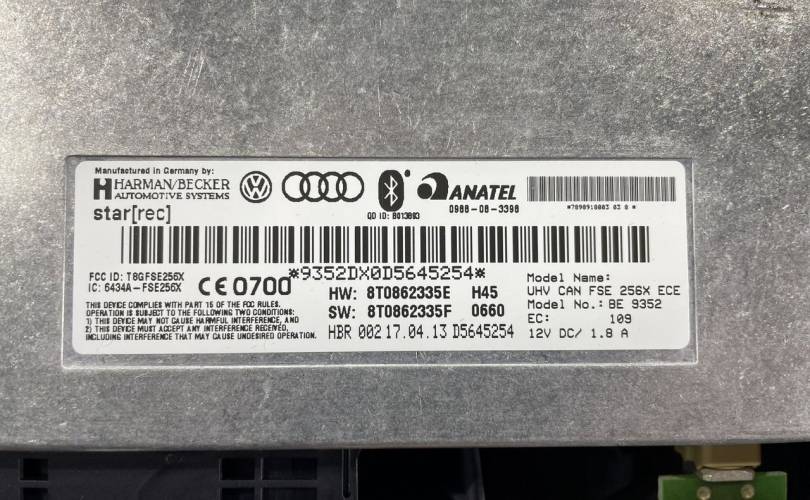 Manufactured in Germany by:
HARMAN/BECKER
AUTOMOTIVE SYSTEMS
star[rec]
ANATEL
0988-08-3398
QD ID: B013893
*9352DX0D5645254*
FCC ID: T8GFSE256X
IC: 6434A-FSE256X
CE 0700
THIS DEVICE COMPLIES WITH PART 15 OF THE FCC RULES.
OPERATION IS SUBJECT TO THE FOLLOWING TWO CONDITIONS:
1) THIS DEVICE MAY NOT CAUSE HARMFUL INTERFERENCE, AND
2) THIS DEVICE MUST ACCEPT ANY INTERFERENCE RECEIVED,
INCLUDING INTERFERENCE THAT MAY CAUSE UNDESIRED OPERATION.
HW: 8T0862335E H45
SW: 8T0862335F 0660
HBR 002 17.04.13 D5645254
Model Name:
UHV CAN FSE 256X ECE
Model No.: BE 9352
EC: 109
12V DC/ 1.8 A